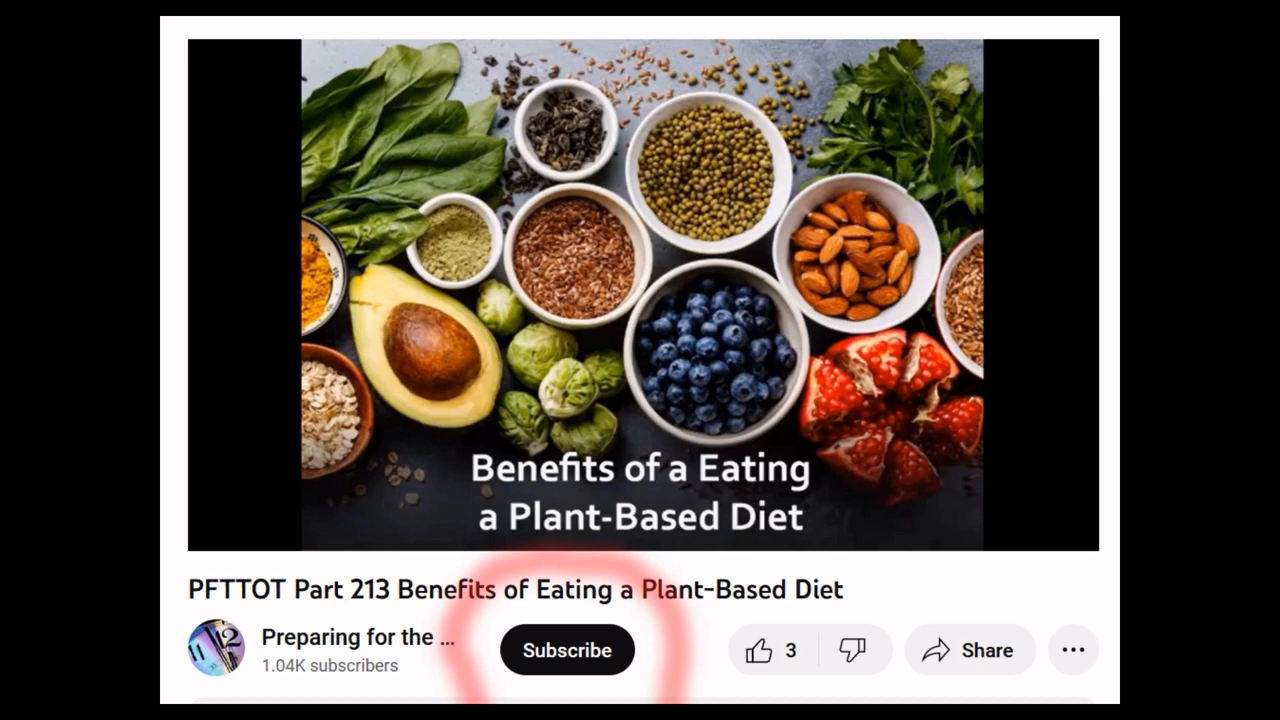 Benefits of a Eating
a Plant-Based Diet
PFTTOT Part 213 Benefits of Eating a Plant-Based Diet
Preparing for the ...
1.04K subscribers
Subscribe
3
Share